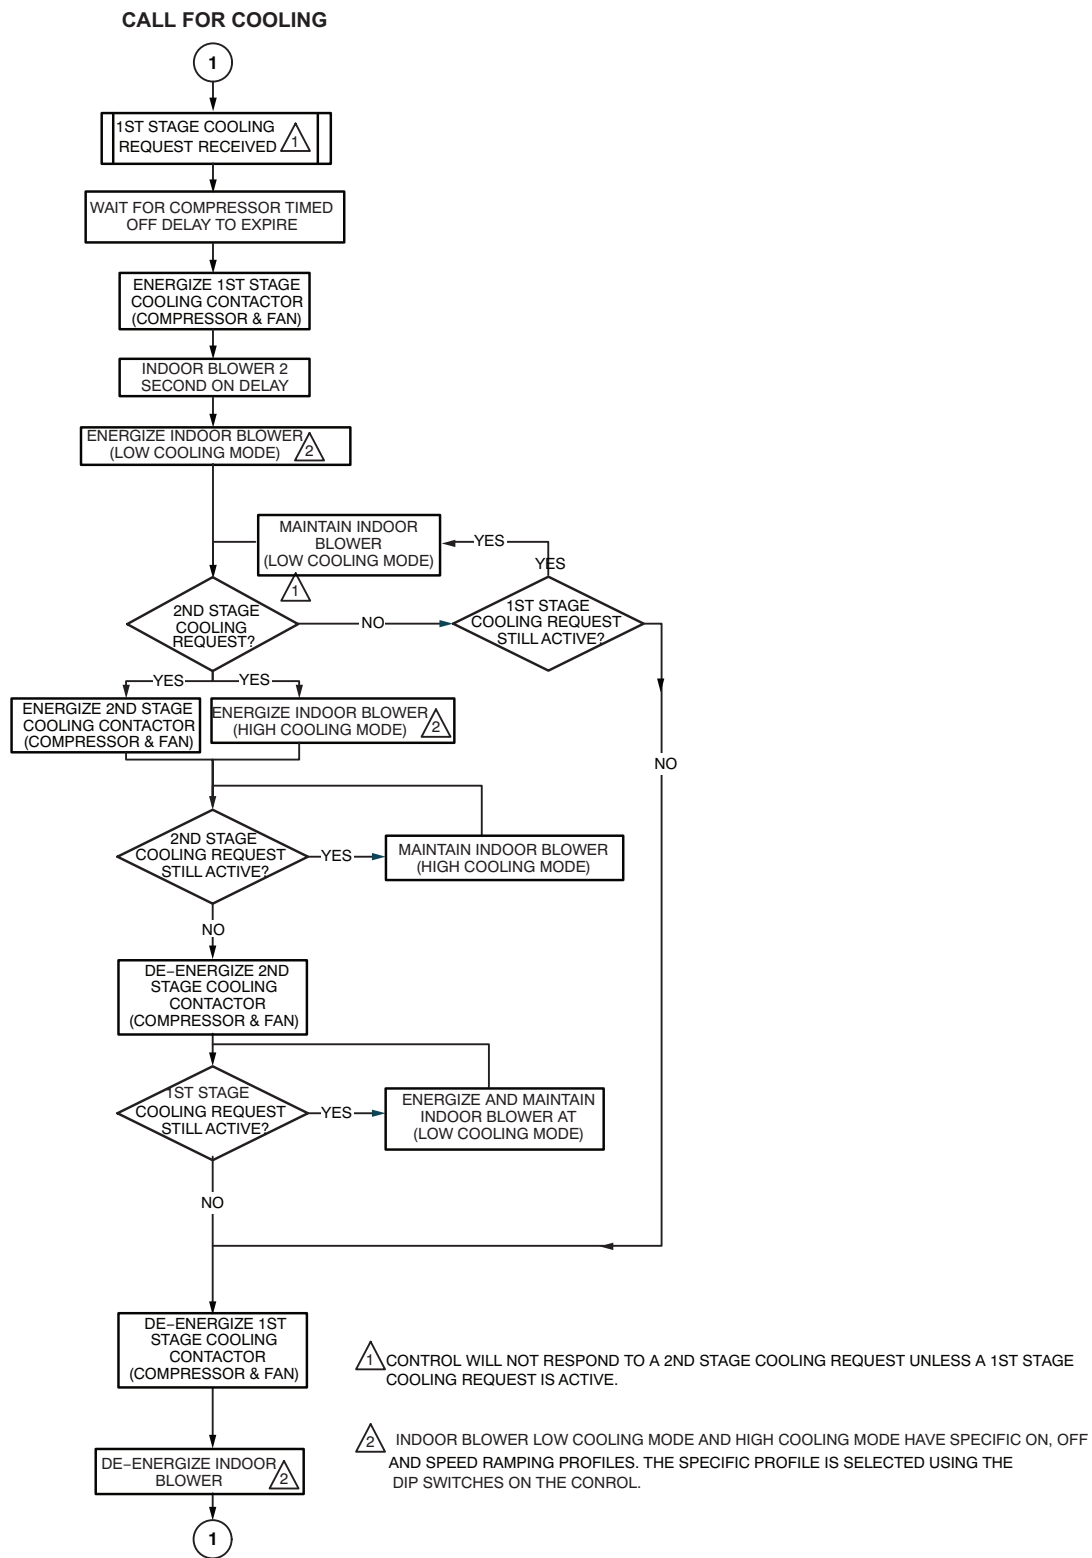 CALL FOR COOLING
1
1ST STAGE COOLING
REQUEST RECEIVED 1
WAIT FOR COMPRESSOR TIMED
OFF DELAY TO EXPIRE
ENERGIZE 1ST STAGE
COOLING CONTACTOR
(COMPRESSOR & FAN)
INDOOR BLOWER 2
SECOND ON DELAY
ENERGIZE INDOOR BLOWER
(LOW COOLING MODE) 2
MAINTAIN INDOOR
BLOWER
(LOW COOLING MODE)
1
YES
YES
2ND STAGE
COOLING
REQUEST?
NO
1ST STAGE
COOLING REQUEST
STILL ACTIVE?
YES
YES
ENERGIZE 2ND STAGE
COOLING CONTACTOR
(COMPRESSOR & FAN)
ENERGIZE INDOOR BLOWER
(HIGH COOLING MODE) 2
NO
2ND STAGE
COOLING REQUEST
STILL ACTIVE?
YES
MAINTAIN INDOOR BLOWER
(HIGH COOLING MODE)
NO
DE–ENERGIZE 2ND
STAGE COOLING
CONTACTOR
(COMPRESSOR & FAN)
1ST STAGE
COOLING REQUEST
STILL ACTIVE?
YES
ENERGIZE AND MAINTAIN
INDOOR BLOWER AT
(LOW COOLING MODE)
NO
DE–ENERGIZE 1ST
STAGE COOLING
CONTACTOR
(COMPRESSOR & FAN)
1 CONTROL WILL NOT RESPOND TO A 2ND STAGE COOLING REQUEST UNLESS A 1ST STAGE
COOLING REQUEST IS ACTIVE.
2 INDOOR BLOWER LOW COOLING MODE AND HIGH COOLING MODE HAVE SPECIFIC ON, OFF
AND SPEED RAMPING PROFILES. THE SPECIFIC PROFILE IS SELECTED USING THE
DIP SWITCHES ON THE CONROL.
DE–ENERGIZE INDOOR
BLOWER 2
1